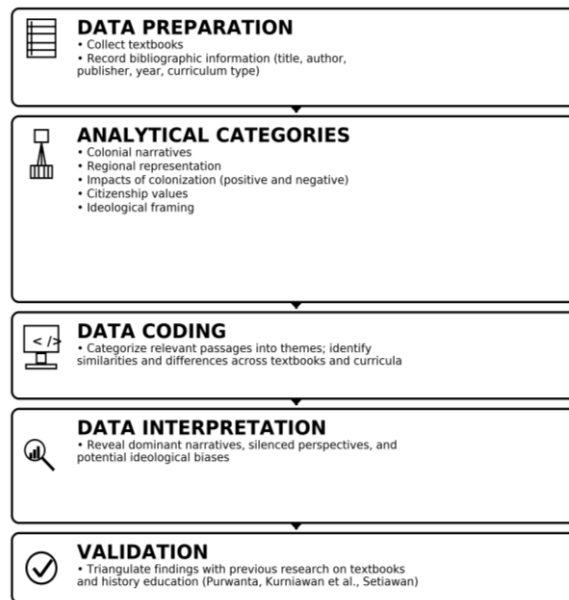 DATA PREPARATION
• Collect textbooks
• Record bibliographic information (title, author,
publisher, year, curriculum type)
ANALYTICAL CATEGORIES
• Colonial narratives
• Regional representation
• Impacts of colonization (positive and negative)
• Citizenship values
• Ideological framing
< />
DATA CODING
• Categorize relevant passages into themes; identify
similarities and differences across textbooks and curricula
DATA INTERPRETATION
• Reveal dominant narratives, silenced perspectives, and
potential ideological biases
VALIDATION
• Triangulate findings with previous research on textbooks
and history education (Purwanta, Kurniawan et al., Setiawan)